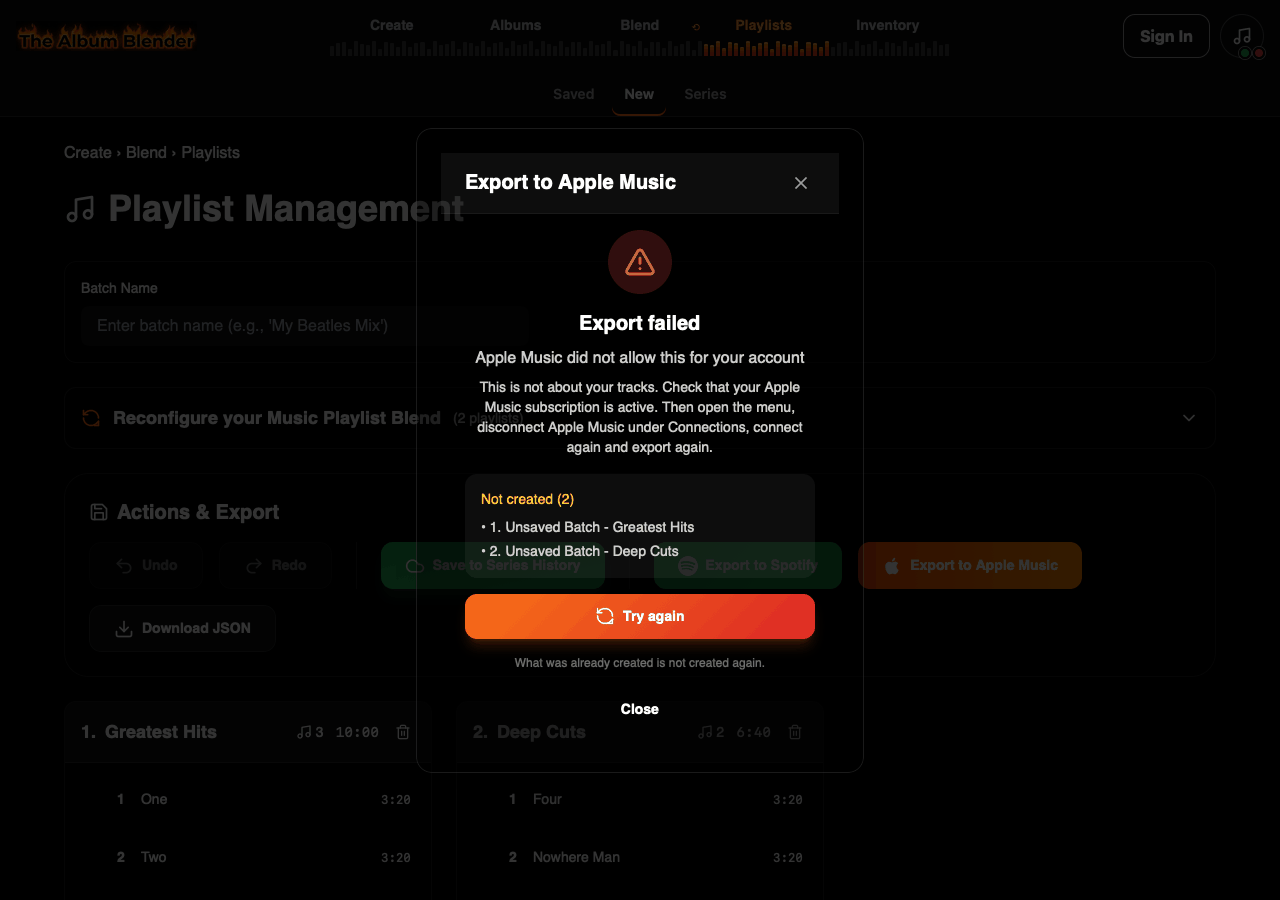 The Album Blender
Create
Albums
Blend
Playlists
Inventory
Sign In
Saved
New
Series
Create › Blend › Playlists
Playlist Management
Export to Apple Music
Batch Name
Enter batch name (e.g., 'My Beatles Mix')
Export failed
Apple Music did not allow this for your account
This is not about your tracks. Check that your Apple
Music subscription is active. Then open the menu,
disconnect Apple Music under Connections, connect
again and export again.
Reconfigure your Music Playlist Blend (2 playlists)
Not created (2)
• 1. Unsaved Batch - Greatest Hits
• 2. Unsaved Batch - Deep Cuts
Actions & Export
Undo
Redo
Save to Series History
Export to Spotify
Export to Apple Music
Download JSON
Try again
What was already created is not created again.
Close
1. Greatest Hits 3 10:00
1 One 3:20
2 Two 3:20
2. Deep Cuts 2 6:40
1 Four 3:20
2 Nowhere Man 3:20